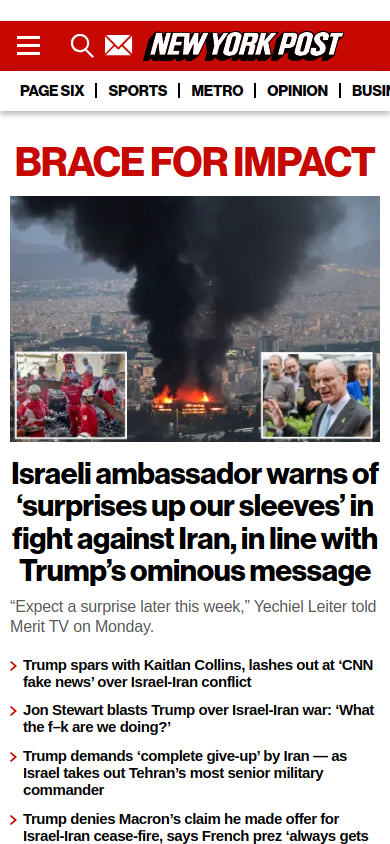 NEW YORK POST
PAGE SIX
SPORTS
METRO
OPINION
BUSIN
BRACE FOR IMPACT
Israeli ambassador warns of
‘surprises up our sleeves’ in
fight against Iran, in line with
Trump’s ominous message
“Expect a surprise later this week,” Yechiel Leiter told
Merit TV on Monday.
Trump spars with Kaitlan Collins, lashes out at ‘CNN
fake news’ over Israel-Iran conflict
Jon Stewart blasts Trump over Israel-Iran war: ‘What
the f–k are we doing?’
Trump demands ‘complete give-up’ by Iran — as
Israel takes out Tehran’s most senior military
commander
Trump denies Macron’s claim he made offer for
Israel-Iran cease-fire, says French prez ‘always gets